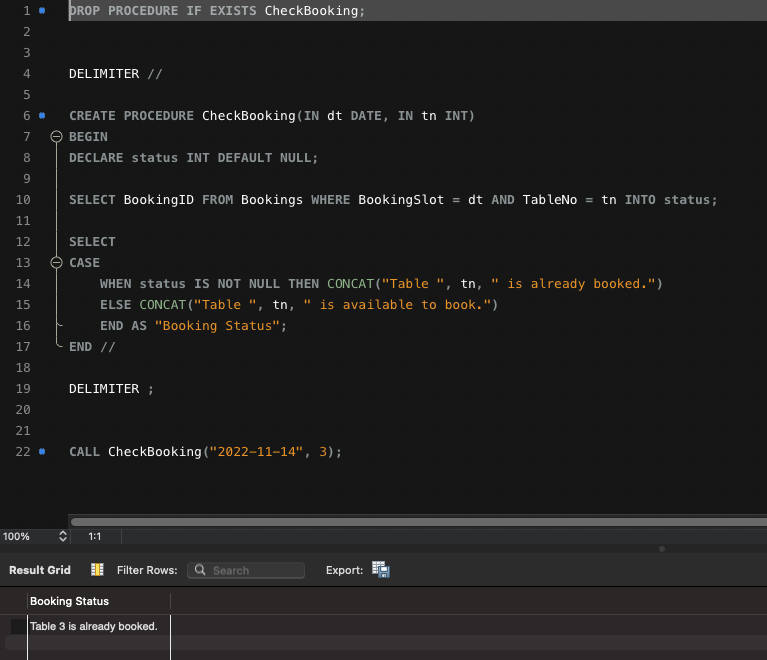 1 DROP PROCEDURE IF EXISTS CheckBooking;
2
3
4 DELIMITER //
5
6 CREATE PROCEDURE CheckBooking(IN dt DATE, IN tn INT)
7 BEGIN
8 DECLARE status INT DEFAULT NULL;
9
10 SELECT BookingID FROM Bookings WHERE BookingSlot = dt AND TableNo = tn INTO status;
11
12 SELECT
13 CASE
14 WHEN status IS NOT NULL THEN CONCAT("Table ", tn, " is already booked.")
15 ELSE CONCAT("Table ", tn, " is available to book.")
16 END AS "Booking Status";
17 END //
18
19 DELIMITER ;
20
21
22 CALL CheckBooking("2022-11-14", 3);
100% 1:1
Result Grid Filter Rows: Search Export:
Booking Status
Table 3 is already booked.